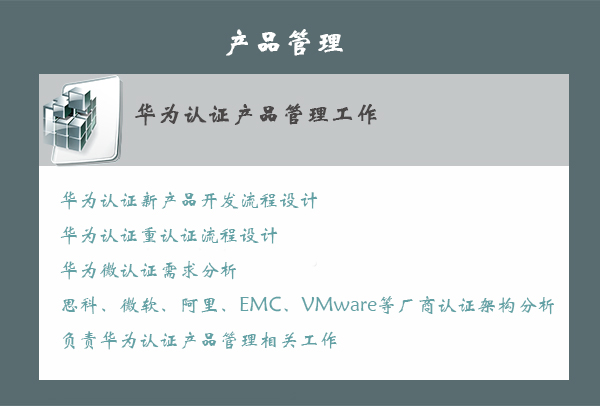 产品管理
华为认证产品管理工作
华为认证新产品开发流程设计
华为认证重认证流程设计
华为微认证需求分析
思科、微软、阿里、EMC、VMware等厂商认证架构分析
负责华为认证产品管理相关工作